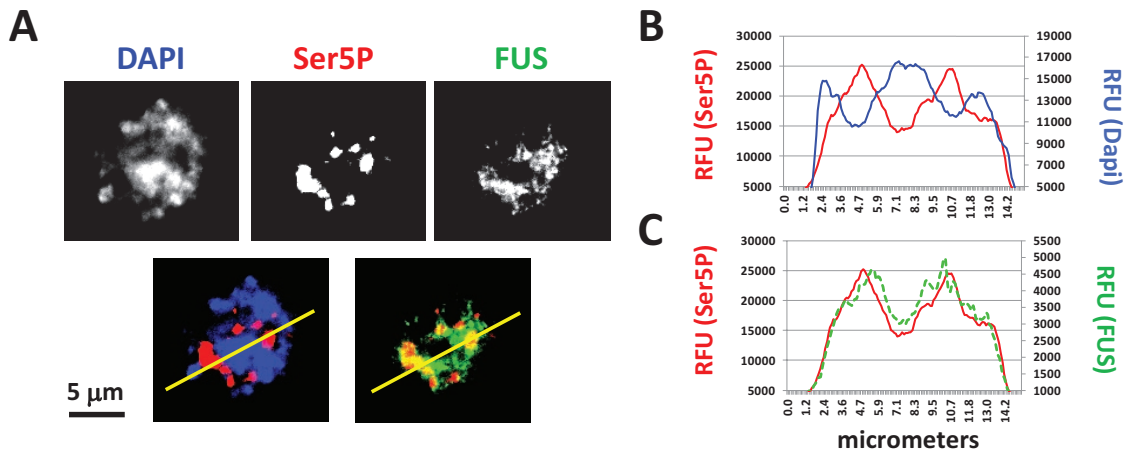 A
DAPI
Ser5P
FUS
5 μm
B
RFU (Ser5P)
30000
25000
20000
15000
10000
5000
19000
17000
15000
13000
11000
9000
7000
5000
RFU (Dapi)
0.0 1.2 2.4 4.7 5.9 7.1 8.3 9.5 10.7 11.8 13.0 14.2
C
RFU (Ser5P)
30000
25000
20000
15000
10000
5000
5500
5000
4500
4000
3500
3000
2500
2000
1500
1000
RFU (FUS)
0.0 1.2 2.4 3.6 4.7 5.9 7.1 8.3 9.5 10.7 11.8 13.0 14.2
micrometers